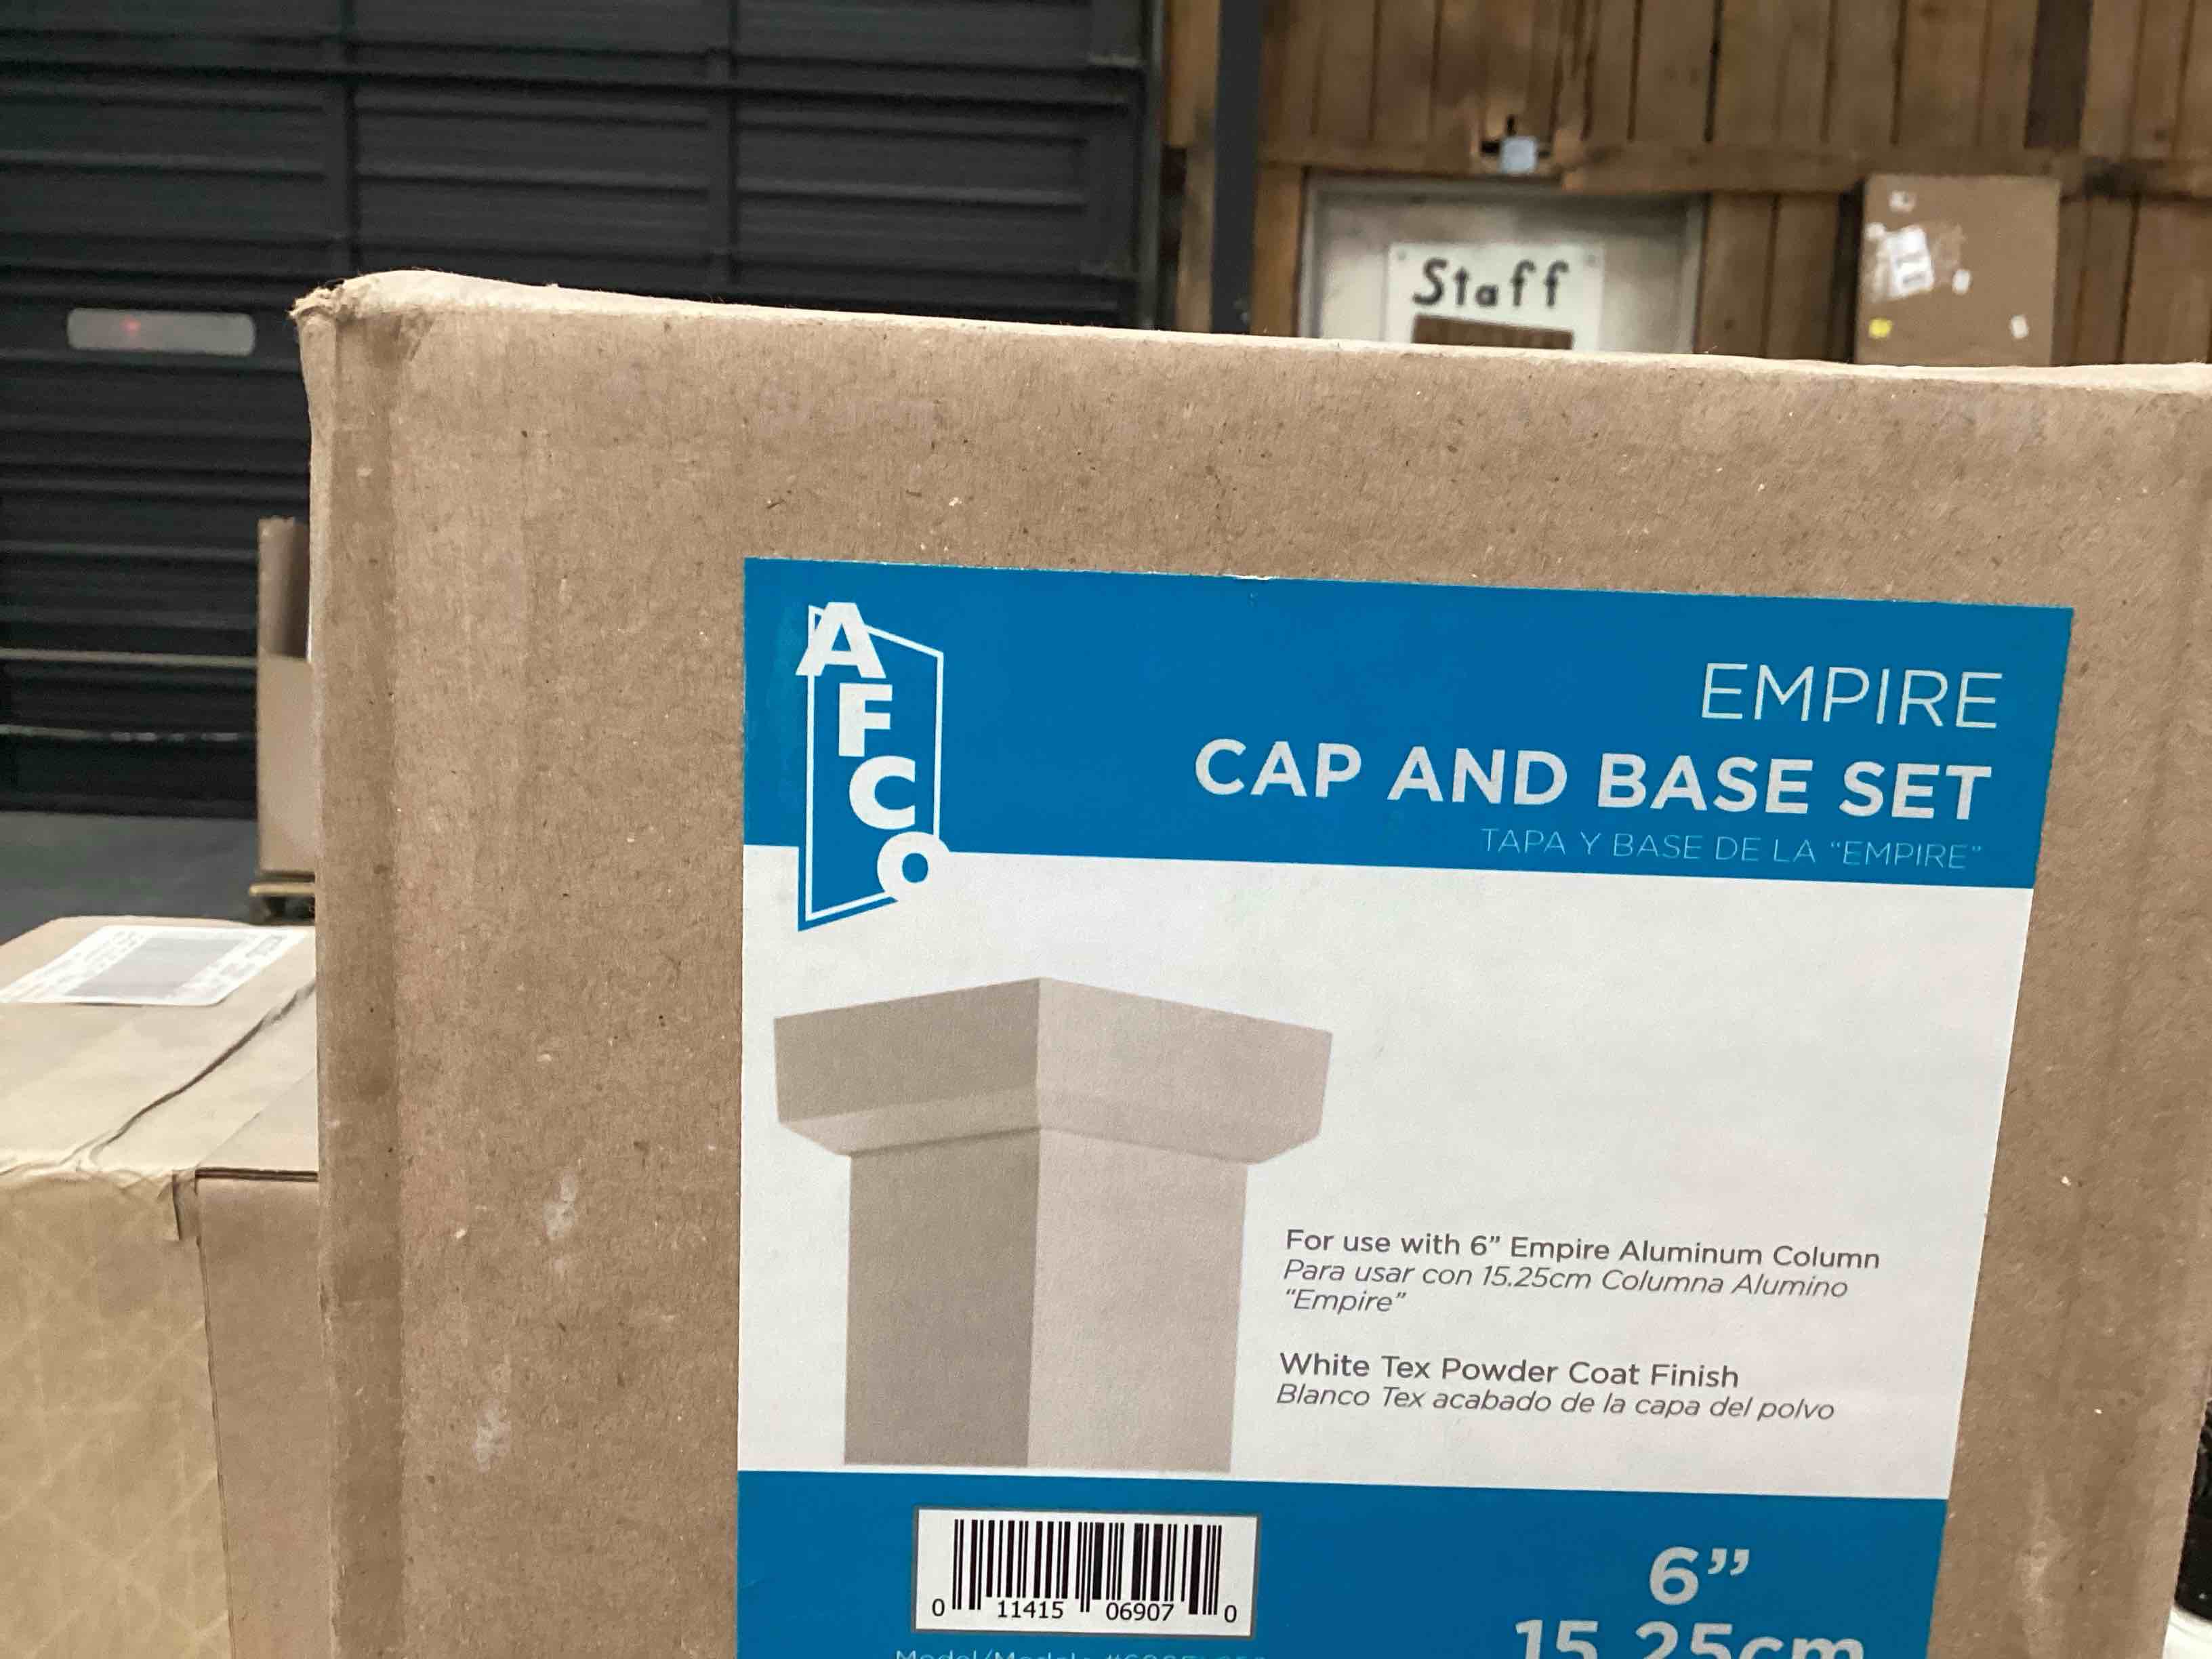 Staff
AFCO
EMPIRE
CAP AND BASE SET
TAPA Y BASE DE LA "EMPIRE"
For use with 6” Empire Aluminum Column
Para usar con 15.25cm Columna Alumino
“Empire”
White Tex Powder Coat Finish
Blanco Tex acabado de la capa del polvo
0 11415 06907 0
6”
15.25cm